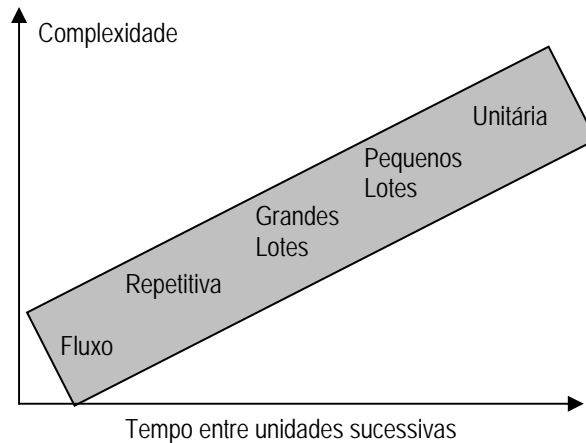 Complexidade
Unitária
Pequenos
Lotes
Grandes
Lotes
Repetitiva
Fluxo
Tempo entre unidades sucessivas